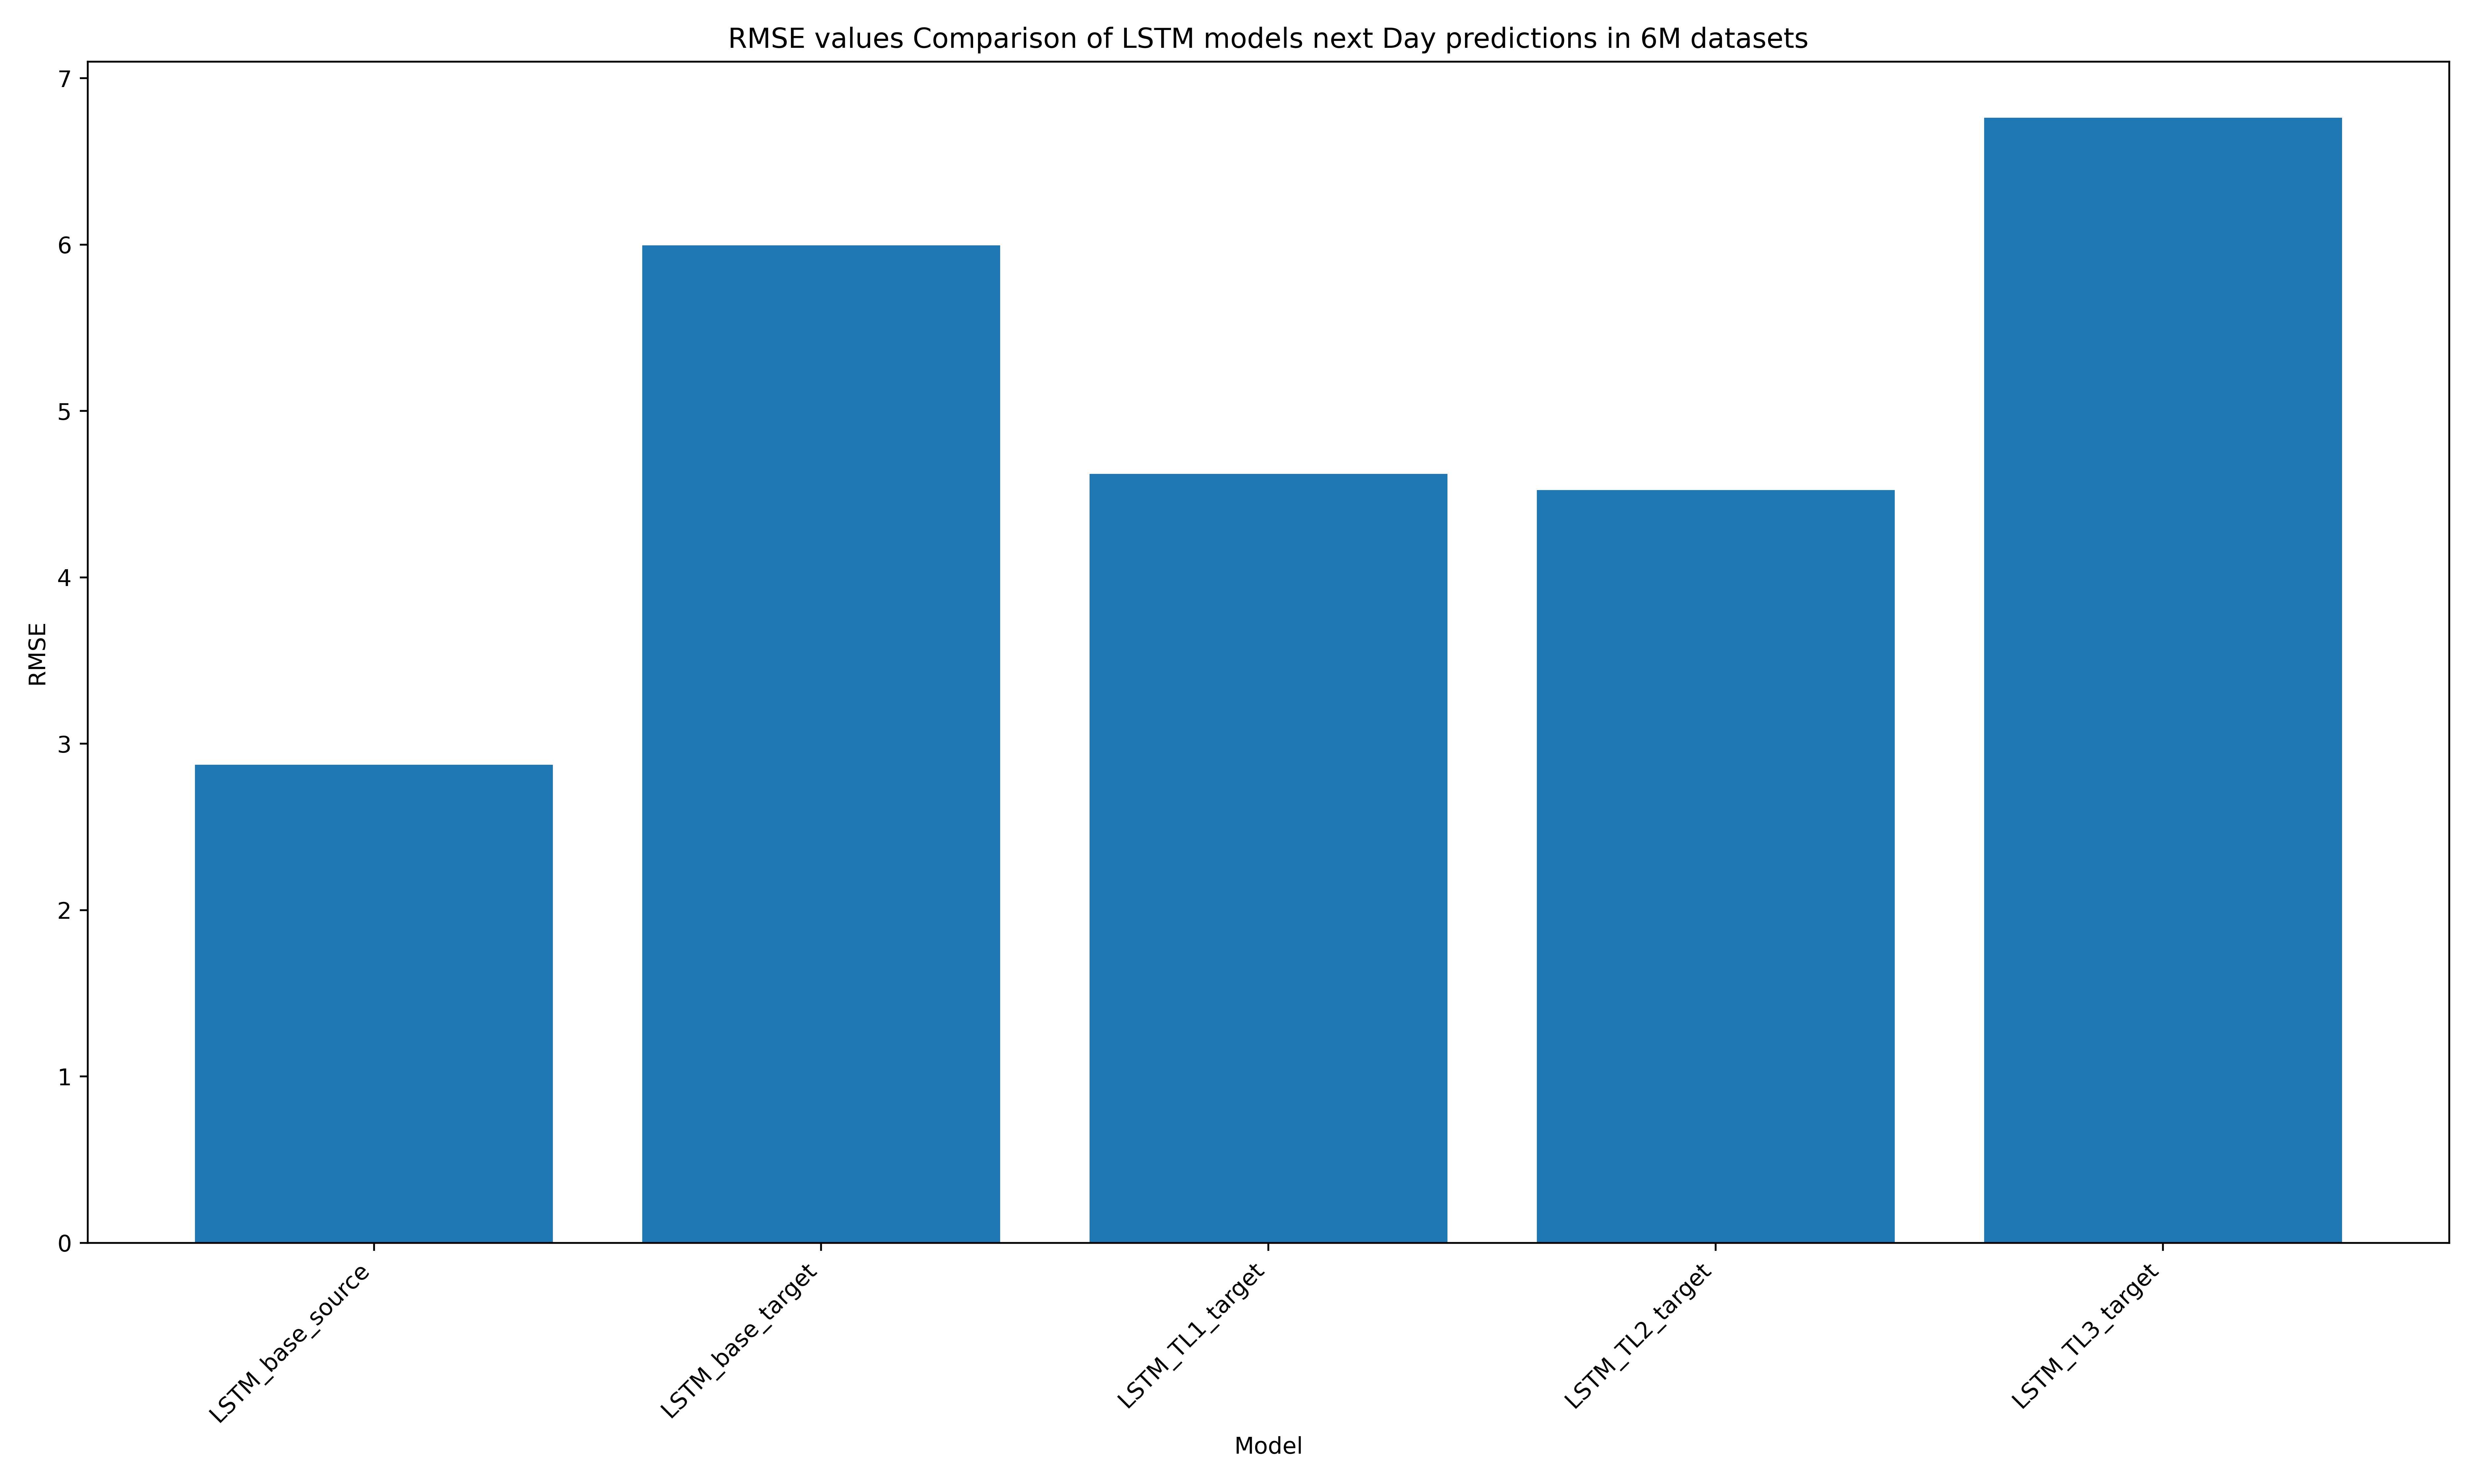 RMSE values Comparison of LSTM models next Day predictions in 6M datasets
7
6
5
4
3
2
1
0
RMSE
LSTM_base_source
LSTM_base_target
LSTM_TL1_target
LSTM_TL2_target
LSTM_TL3_target
Model